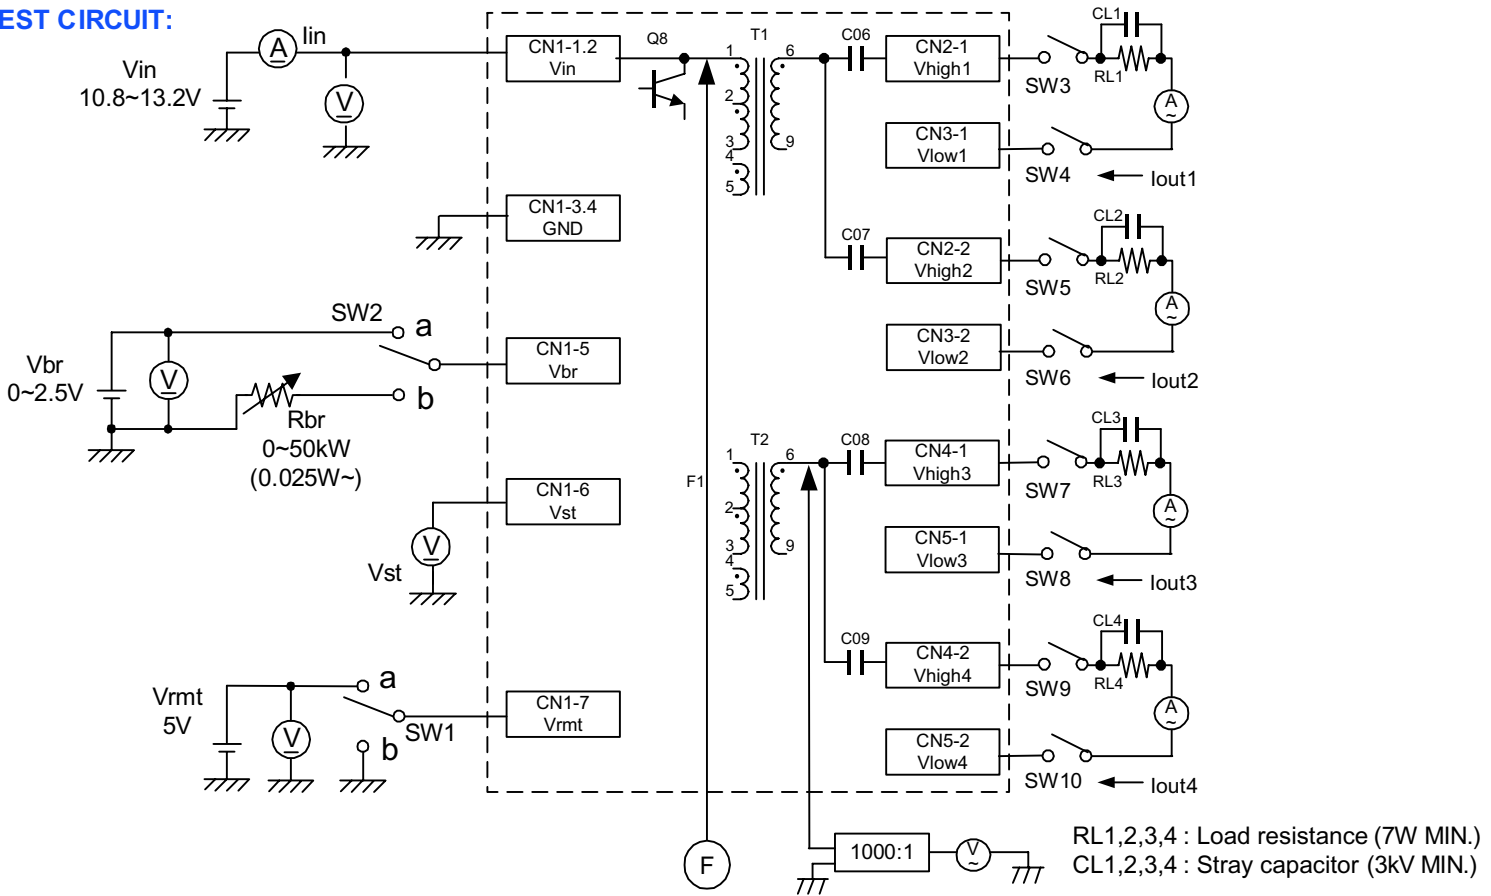 EST CIRCUIT:
Vin
10.8~13.2V
A
Iin
V
CN1-1.2
Vin
Q8
T1
1
2
3
4
5
6
9
C06
CN2-1
Vhigh1
SW3
CL1
RL1
A
~
CN3-1
Vlow1
SW4
Iout1
CN1-3.4
GND
C07
CN2-2
Vhigh2
SW5
CL2
RL2
A
~
CN3-2
Vlow2
SW6
Iout2
Vbr
0~2.5V
V
SW2
a
b
Rbr
0~50kW
(0.025W~)
CN1-5
Vbr
CN1-6
Vst
V
Vst
F1
T2
1
2
3
4
5
6
9
C08
CN4-1
Vhigh3
SW7
CL3
RL3
A
~
CN5-1
Vlow3
SW8
Iout3
C09
CN4-2
Vhigh4
SW9
CL4
RL4
A
~
CN5-2
Vlow4
SW10
Iout4
Vrmt
5V
V
a
b
SW1
CN1-7
Vrmt
F
1000:1
V
~
RL1,2,3,4 : Load resistance (7W MIN.)
CL1,2,3,4 : Stray capacitor (3kV MIN.)